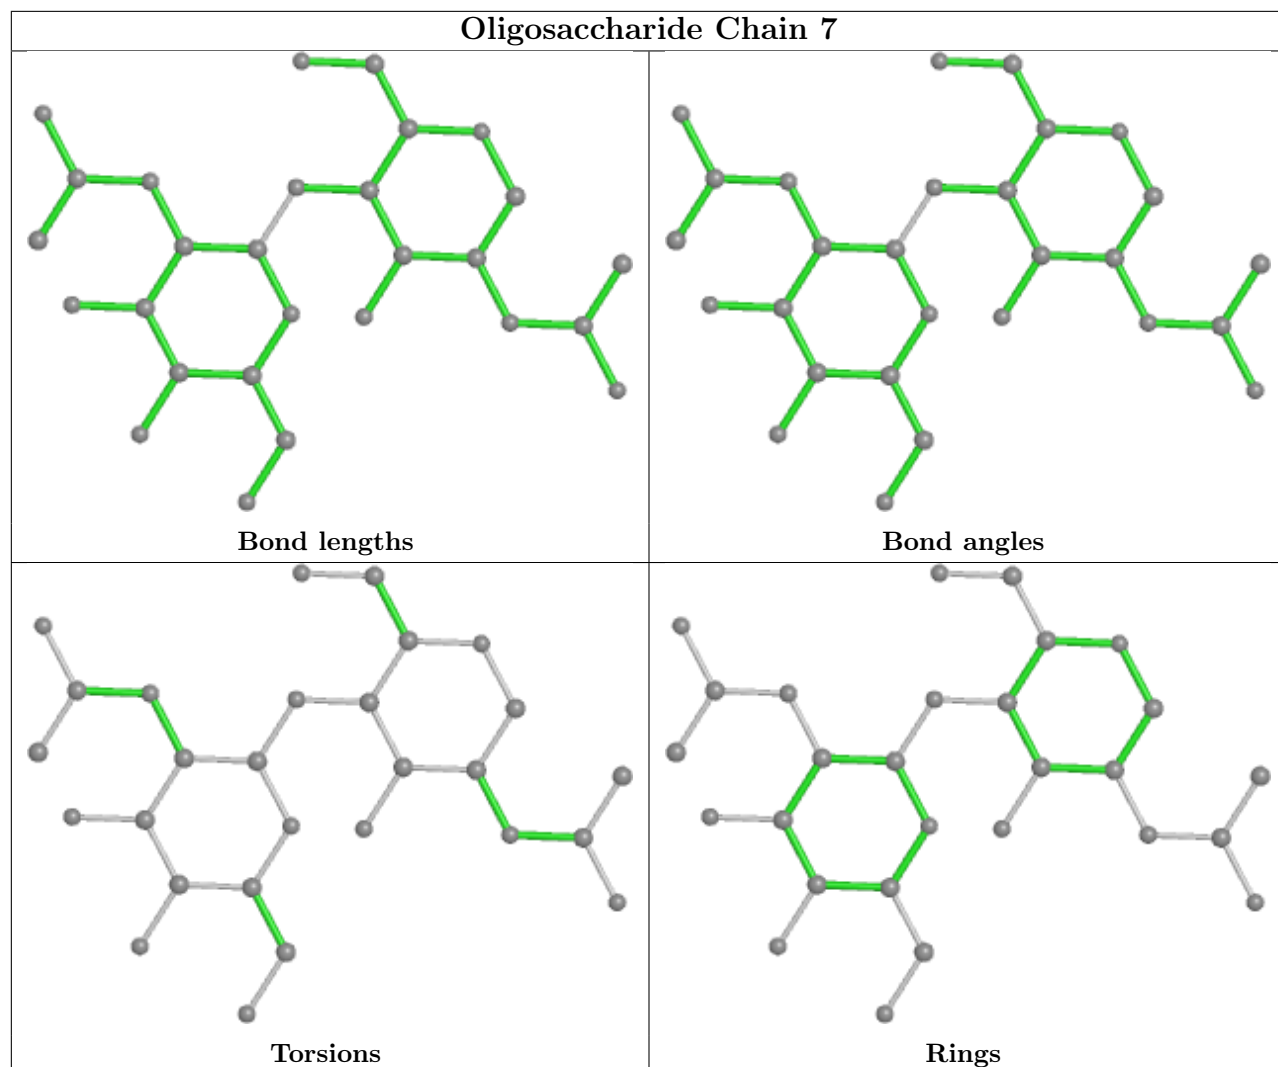 Oligosaccharide Chain 7
Bond lengths
Bond angles
Torsions
Rings